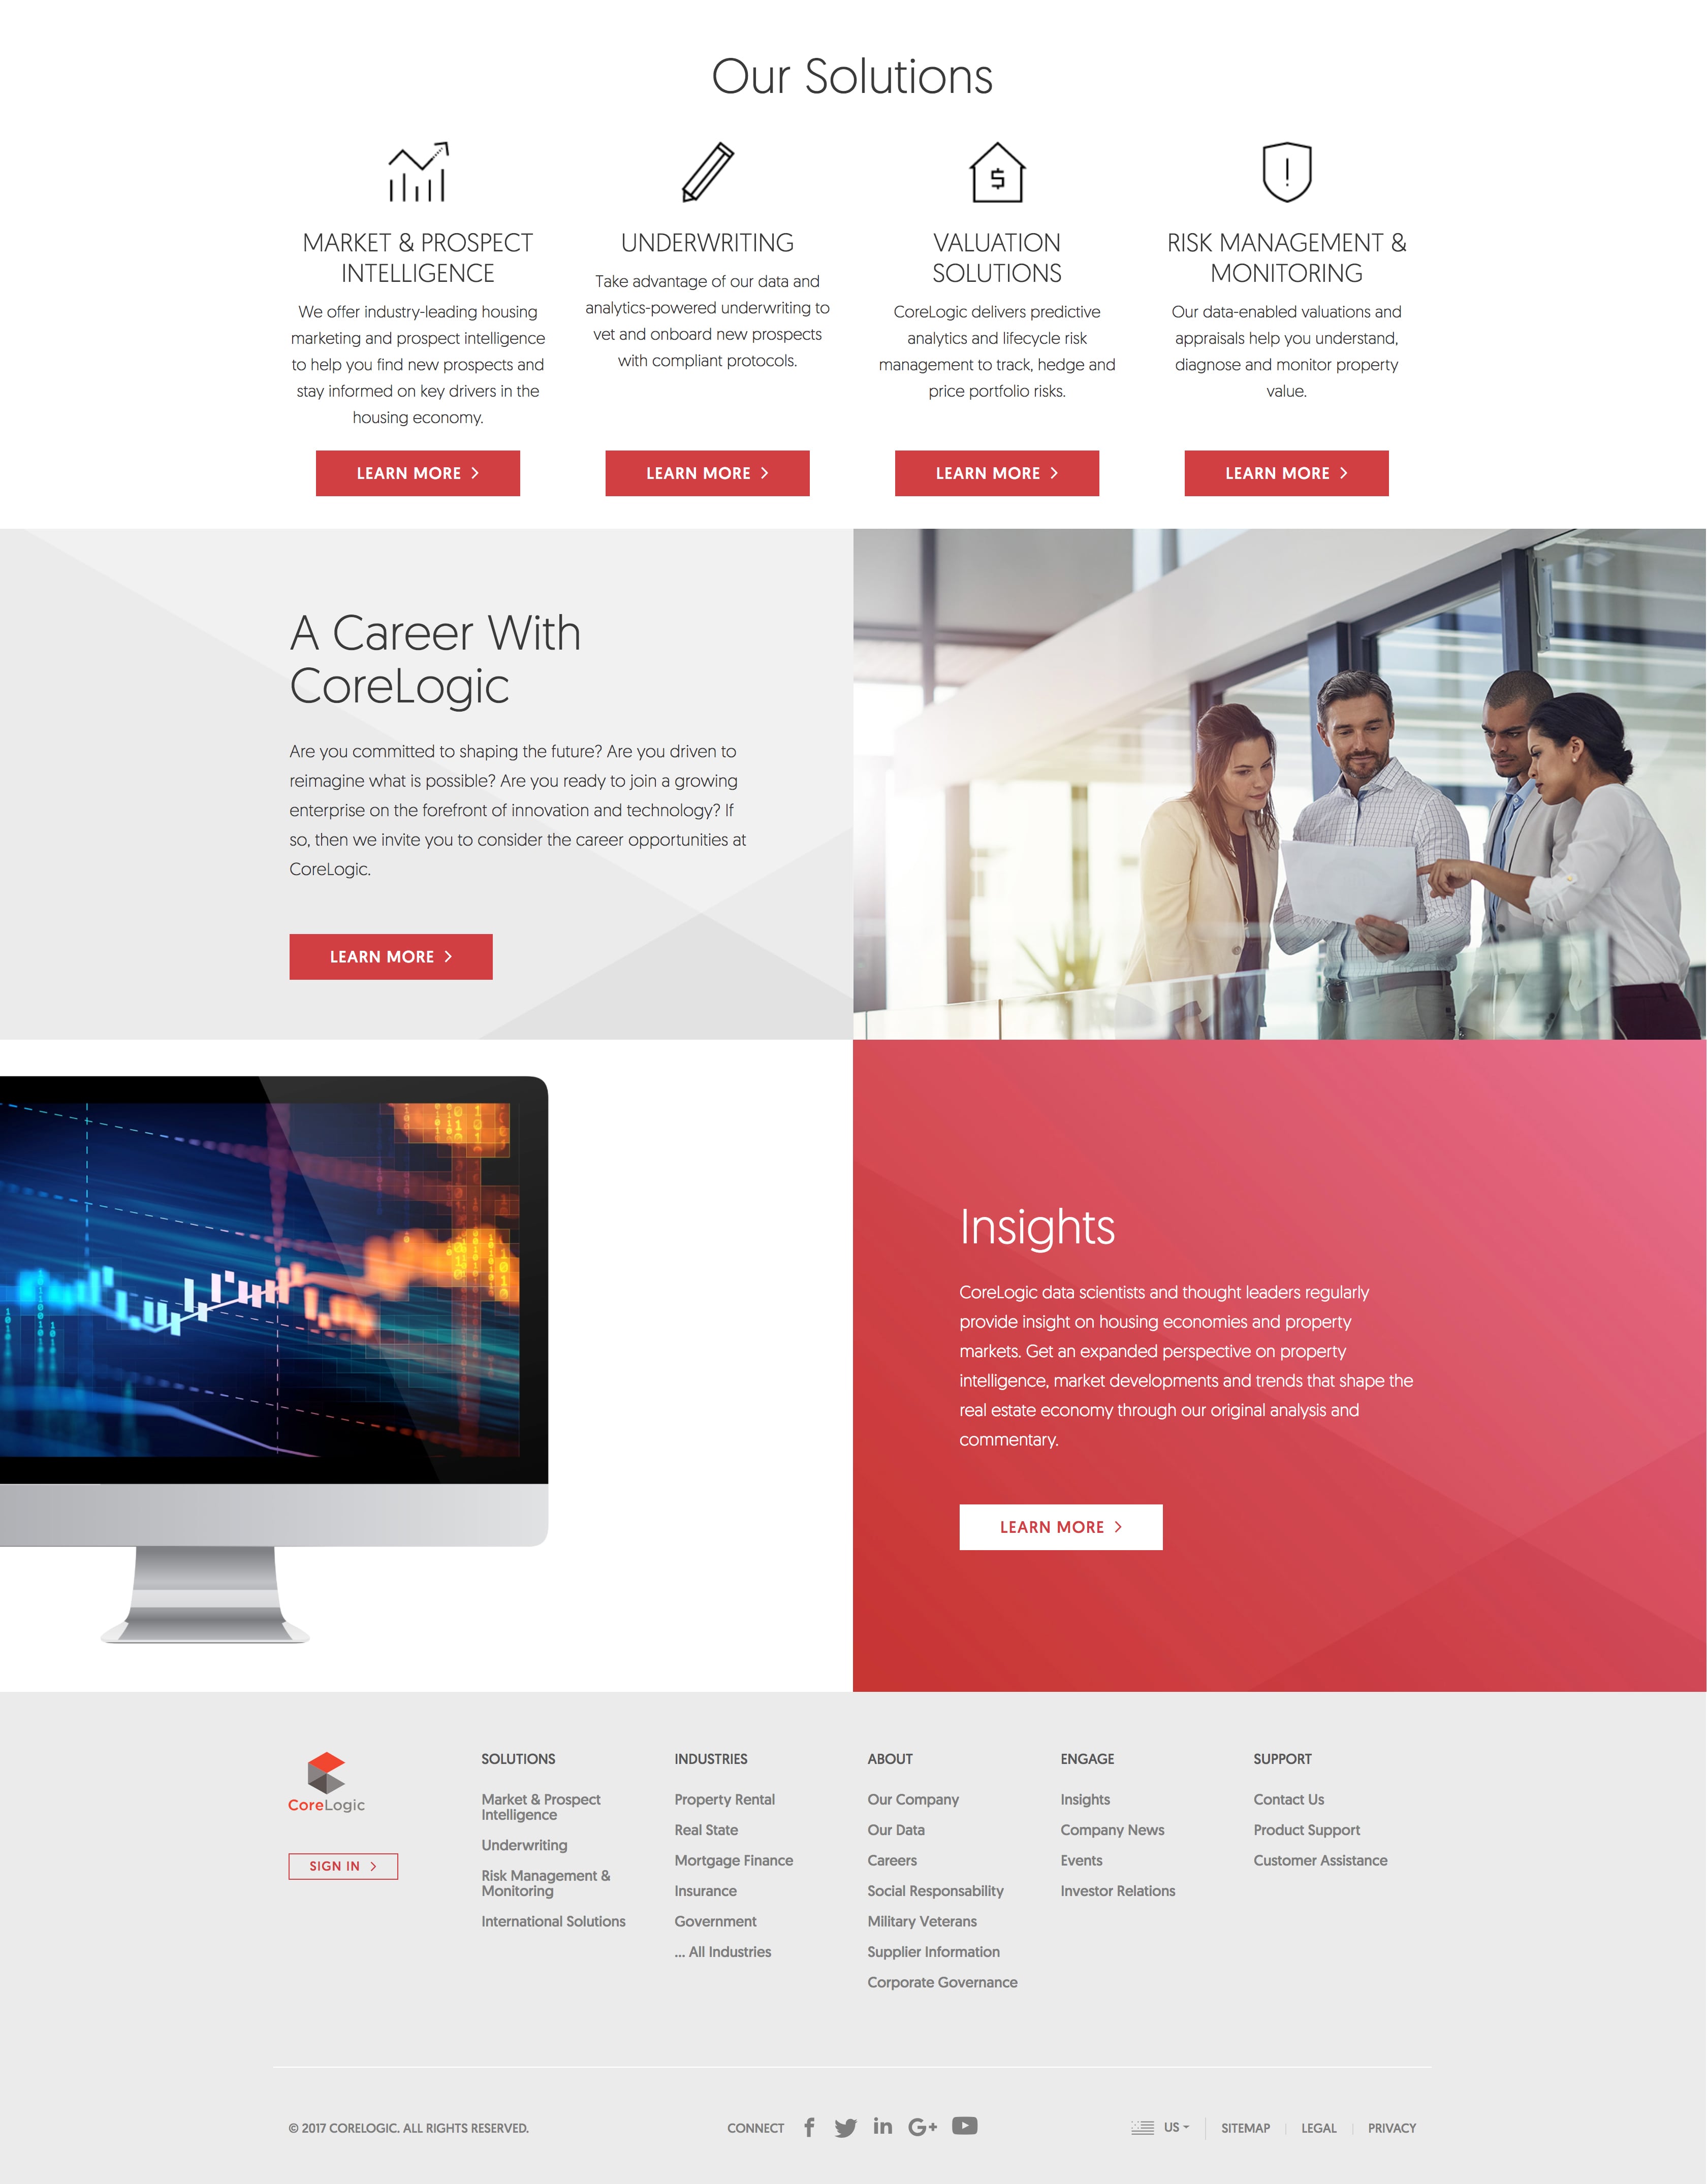 Our Solutions
MARKET & PROSPECT
INTELLIGENCE
We offer industry-leading housing
marketing and prospect intelligence
to help you find new prospects and
stay informed on key drivers in the
housing economy.
LEARN MORE >
UNDERWRITING
Take advantage of our data and
analytics-powered underwriting to
vet and onboard new prospects
with compliant protocols.
LEARN MORE >
VALUATION
SOLUTIONS
CoreLogic delivers predictive
analytics and lifecycle risk
management to track, hedge and
price portfolio risks.
LEARN MORE >
RISK MANAGEMENT &
MONITORING
Our data-enabled valuations and
appraisals help you understand,
diagnose and monitor property
value.
LEARN MORE >
A Career With
CoreLogic
Are you committed to shaping the future? Are you driven to
reimagine what is possible? Are you ready to join a growing
enterprise on the forefront of innovation and technology? If
so, then we invite you to consider the career opportunities at
CoreLogic.
LEARN MORE >
Insights
CoreLogic data scientists and thought leaders regularly
provide insight on housing economies and property
markets. Get an expanded perspective on property
intelligence, market developments and trends that shape the
real estate economy through our original analysis and
commentary.
LEARN MORE >
CoreLogic
SIGN IN >
SOLUTIONS
Market & Prospect
Intelligence
Underwriting
Risk Management &
Monitoring
International Solutions
INDUSTRIES
Property Rental
Real State
Mortgage Finance
Insurance
Government
... All Industries
ABOUT
Our Company
Our Data
Careers
Social Responsability
Military Veterans
Supplier Information
Corporate Governance
ENGAGE
Insights
Company News
Events
Investor Relations
SUPPORT
Contact Us
Product Support
Customer Assistance
© 2017 CORELOGIC. ALL RIGHTS RESERVED.
CONNECT f in G+
US
SITEMAP | LEGAL | PRIVACY